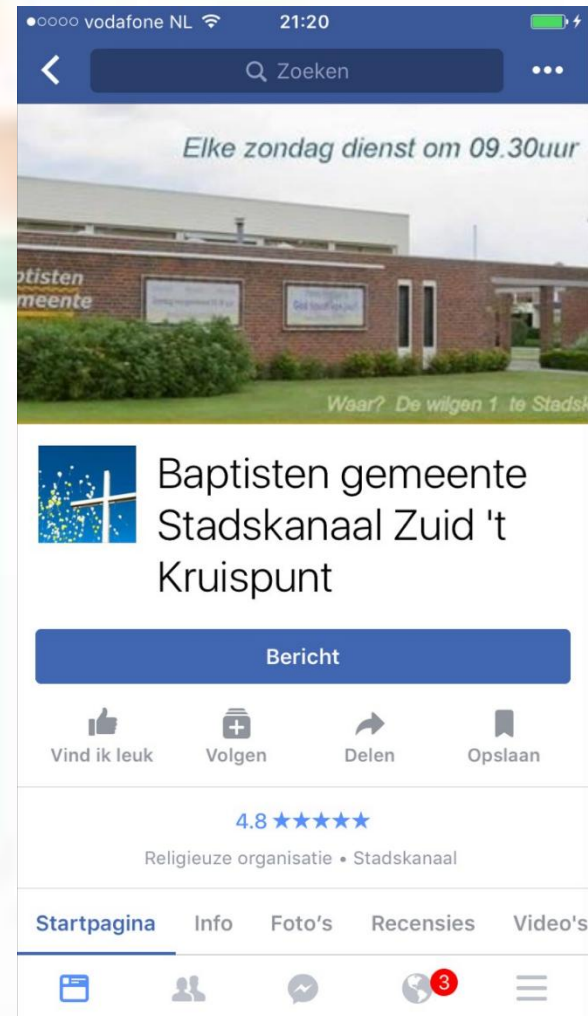 vodafone NL 21:20
Zoeken
Elke zondag dienst om 09.30uur
ptisten
meente
Waar? De wilgen 1 te Stadsk
Baptisten gemeente
Stadskanaal Zuid 't
Kruispunt
Bericht
Vind ik leuk Volgen Delen Opslaan
4.8 ★★★★★
Religieuze organisatie • Stadskanaal
Startpagina Info Foto's Recensies Video's
3